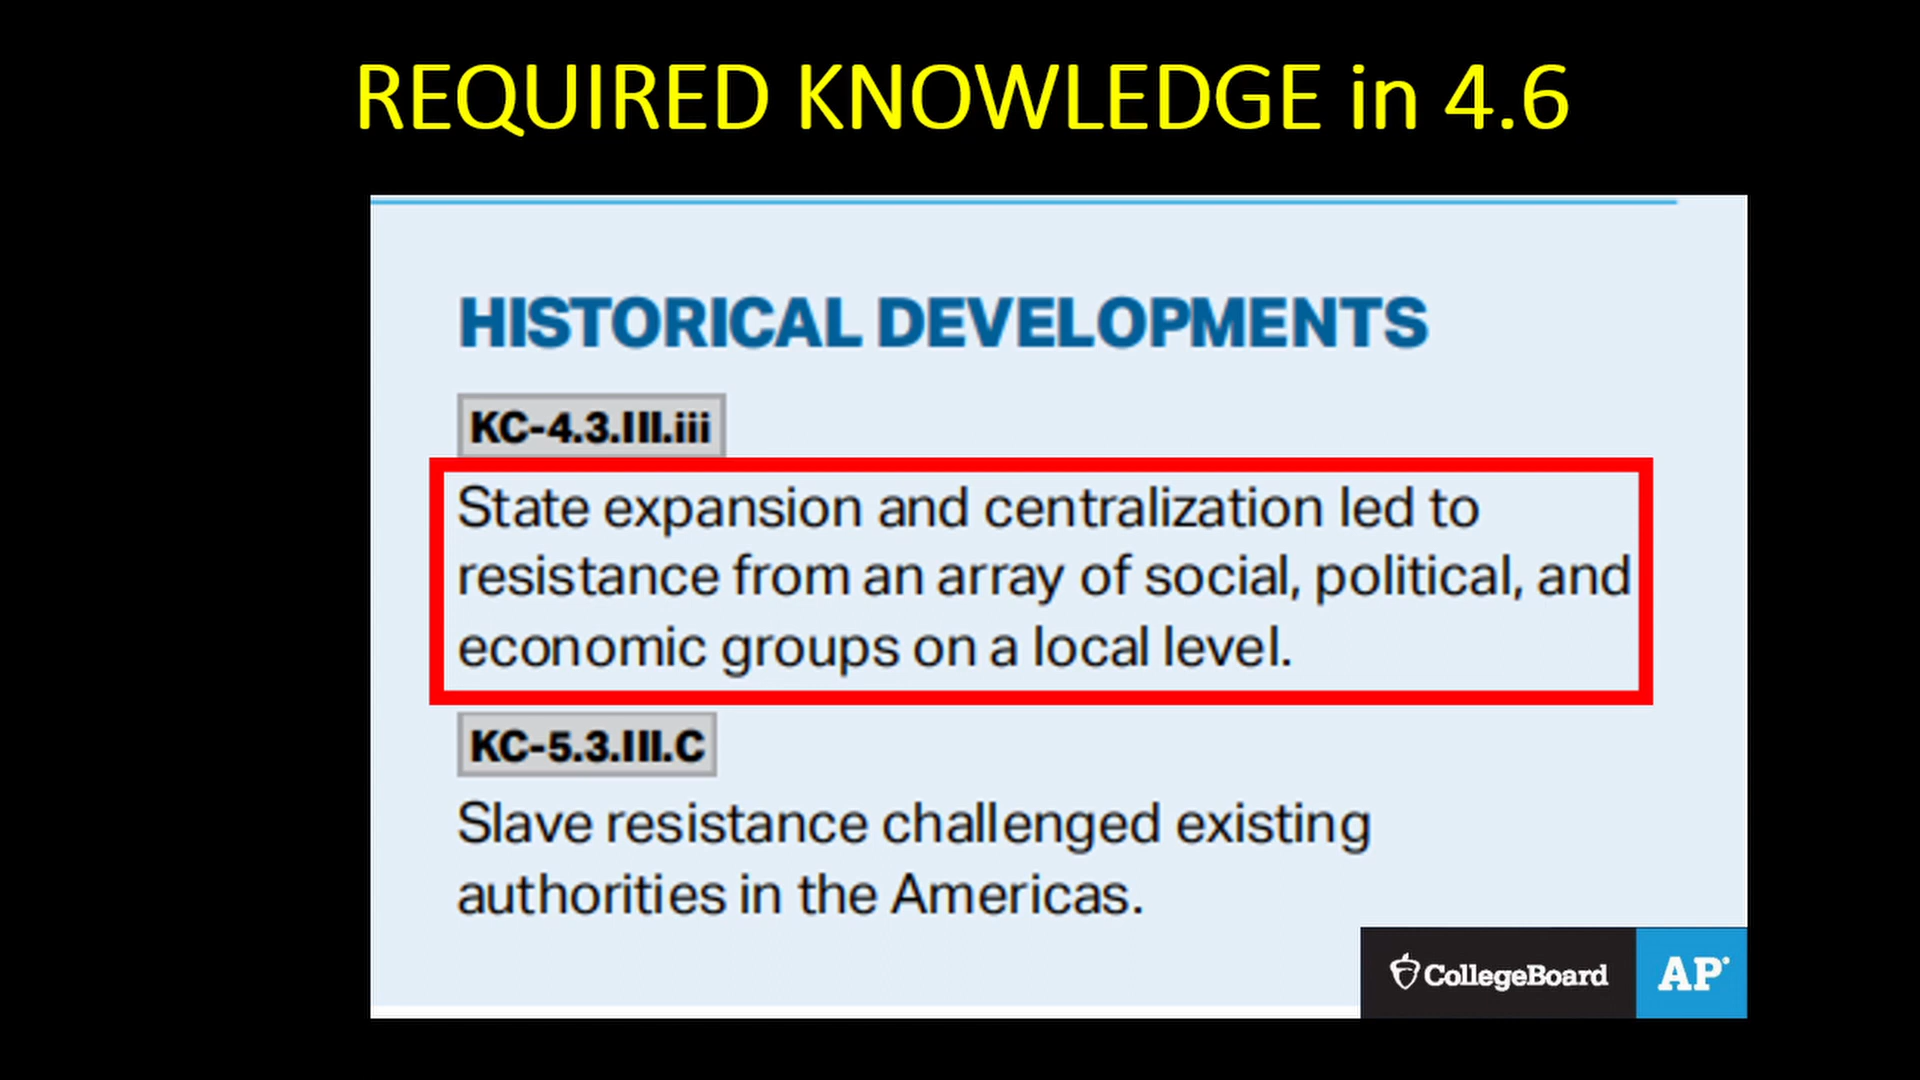 REQUIRED KNOWLEDGE in 4.6
HISTORICAL DEVELOPMENTS
KC-4.3.III.iii
State expansion and centralization led to
resistance from an array of social, political, and
economic groups on a local level.
KC-5.3.III.C
Slave resistance challenged existing
authorities in the Americas.
CollegeBoard AP®